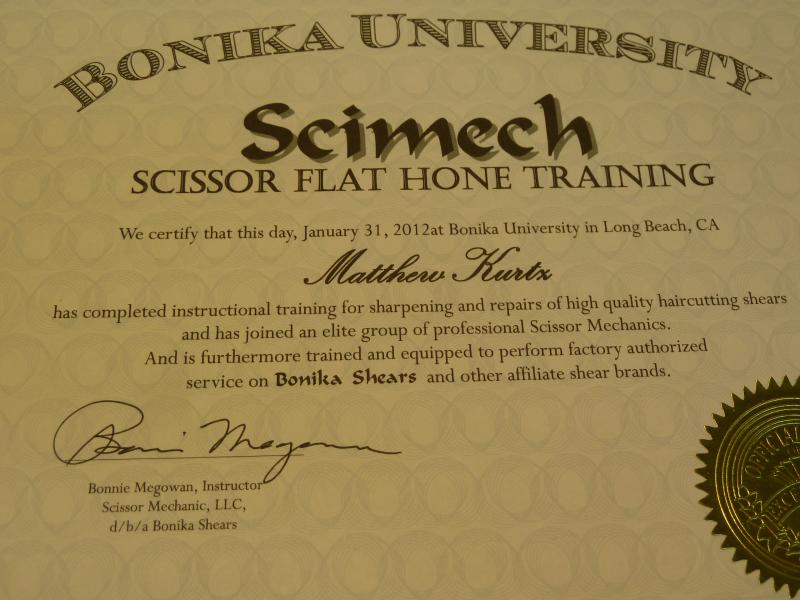 BONIKA UNIVERSITY
Scimech
SCISSOR FLAT HONE TRAINING
We certify that this day, January 31, 2012at Bonika University in Long Beach, CA
Matthew Kurtz
has completed instructional training for sharpening and repairs of high quality haircutting shears
and has joined an elite group of professional Scissor Mechanics.
And is furthermore trained and equipped to perform factory authorized
service on Bonika Shears and other affiliate shear brands.
Bonnie Megowan
Bonnie Megowan, Instructor
Scissor Mechanic, LLC,
d/b/a Bonika Shears
OFFICIAL